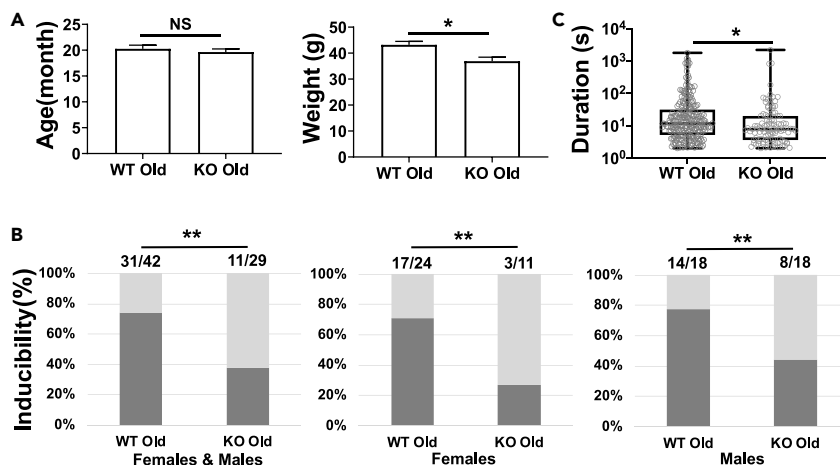 A
NS
Age(month)
25
20
15
10
5
0
WT Old
KO Old
*
Weight (g)
60
50
40
30
20
10
0
WT Old
KO Old
C
*
Duration (s)
10³
10²
10¹
10⁰
WT Old
KO Old
B
Inducibility(%)
**
31/42
11/29
100%
80%
60%
40%
20%
0%
WT Old
KO Old
Females & Males
**
17/24
3/11
100%
80%
60%
40%
20%
0%
WT Old
KO Old
Females
**
14/18
8/18
100%
80%
60%
40%
20%
0%
WT Old
KO Old
Males